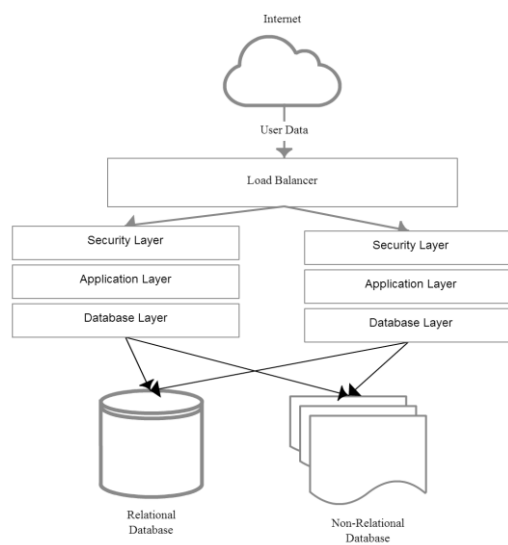 Internet
User Data
Load Balancer
Security Layer
Security Layer
Application Layer
Application Layer
Database Layer
Database Layer
Relational
Database
Non-Relational
Database